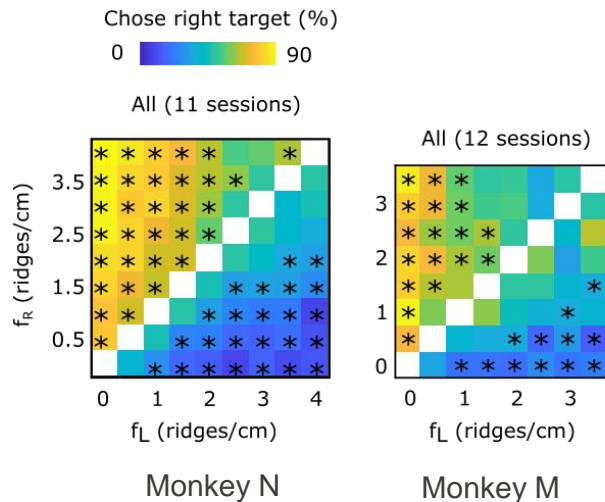 Chose right target (%)
0 90
All (11 sessions)
All (12 sessions)
f_R (ridges/cm)
3.5
2.5
1.5
0.5
0 1 2 3 4
f_L (ridges/cm)
3
2
1
0
0 1 2 3
f_L (ridges/cm)
Monkey N
Monkey M